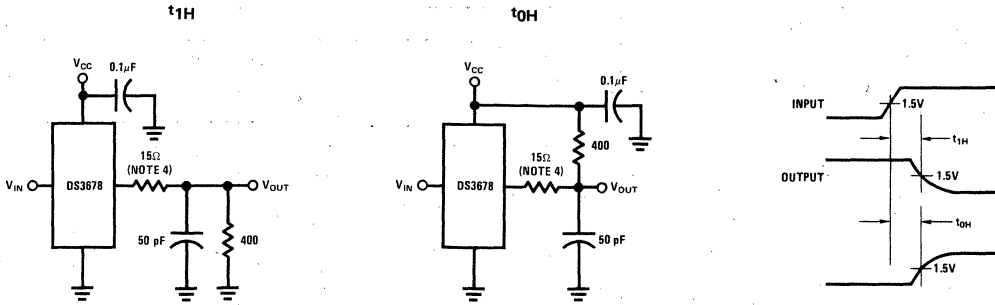 t1H
VCC
0.1μF
15Ω
(NOTE 4)
VIN
DS3678
VOUT
50 pF
400
t0H
VCC
0.1μF
400
15Ω
(NOTE 4)
VIN
DS3678
VOUT
50 pF
INPUT
1.5V
t1H
OUTPUT
1.5V
t0H
1.5V